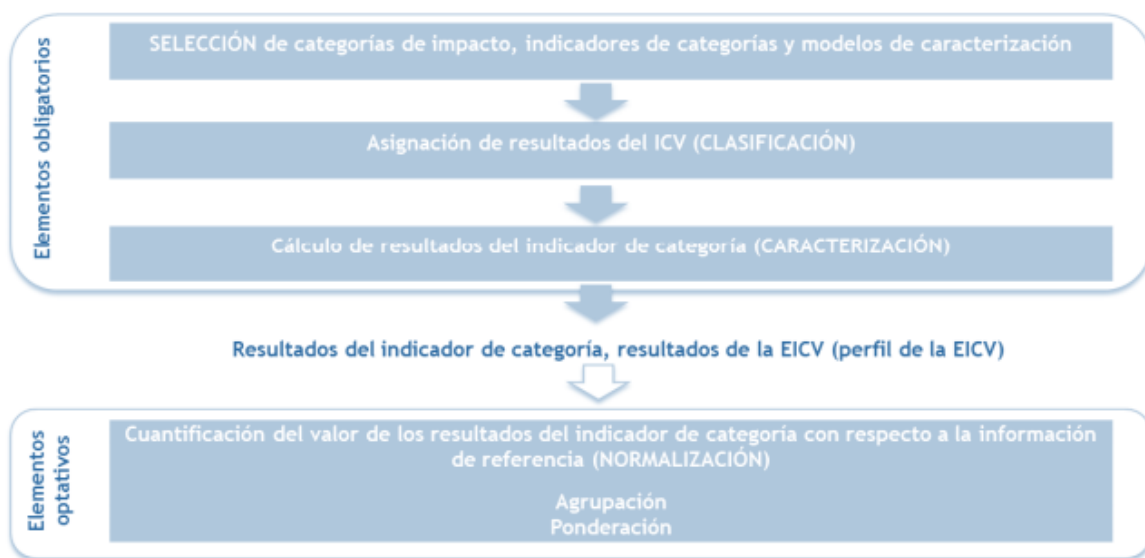 Elementos obligatorios
SELECCIÓN de categorías de impacto, indicadores de categorías y modelos de caracterización
Asignación de resultados del ICV (CLASIFICACIÓN)
Cálculo de resultados del indicador de categoría (CARACTERIZACIÓN)
Resultados del indicador de categoría, resultados de la EICV (perfil de la EICV)
Elementos
optativos
Cuantificación del valor de los resultados del indicador de categoría con respecto a la información
de referencia (NORMALIZACIÓN)
Agrupación
Ponderación